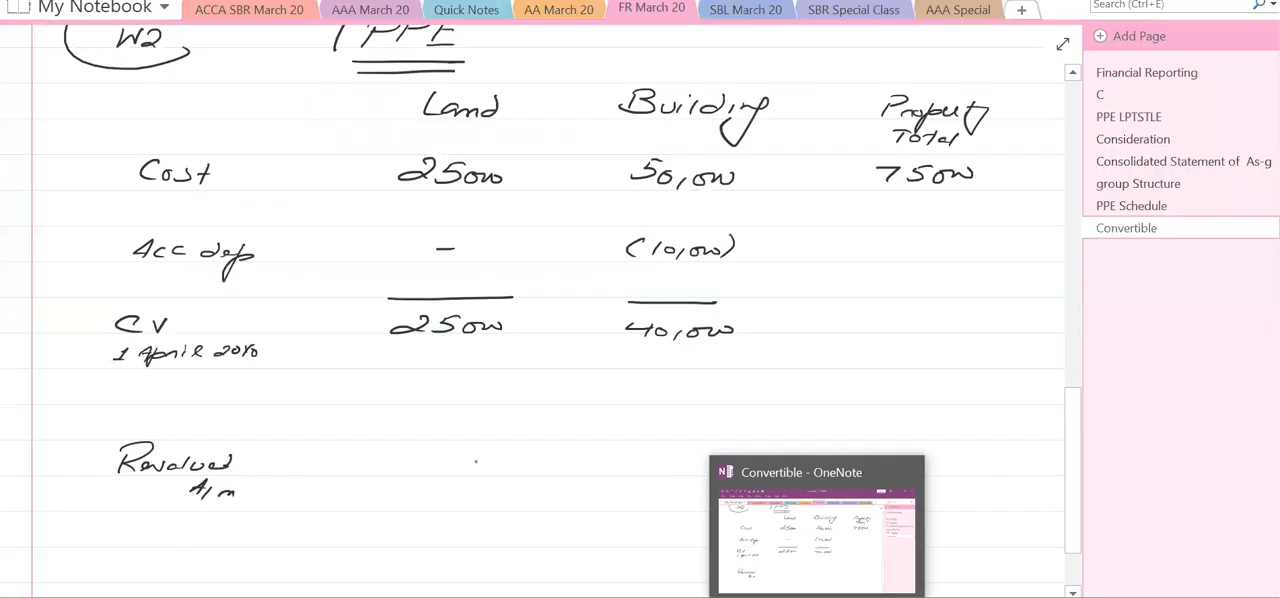 My Notebook ACCA SBR March 20 AAA March 20 Quick Notes AA March 20 FR March 20 SBL March 20 SBR Special Class AAA Special + Search (Ctrl+E)
W2 PPE
Land Building Property
Total
Cost 25000 50,000 75000
Acc dep – (10,000)
CV 25000 40,000
1 April 2010
Revalued
A/m
Add Page
Financial Reporting
C
PPE LPTSTLE
Consideration
Consolidated Statement of As-g
group Structure
PPE Schedule
Convertible
Convertible - OneNote